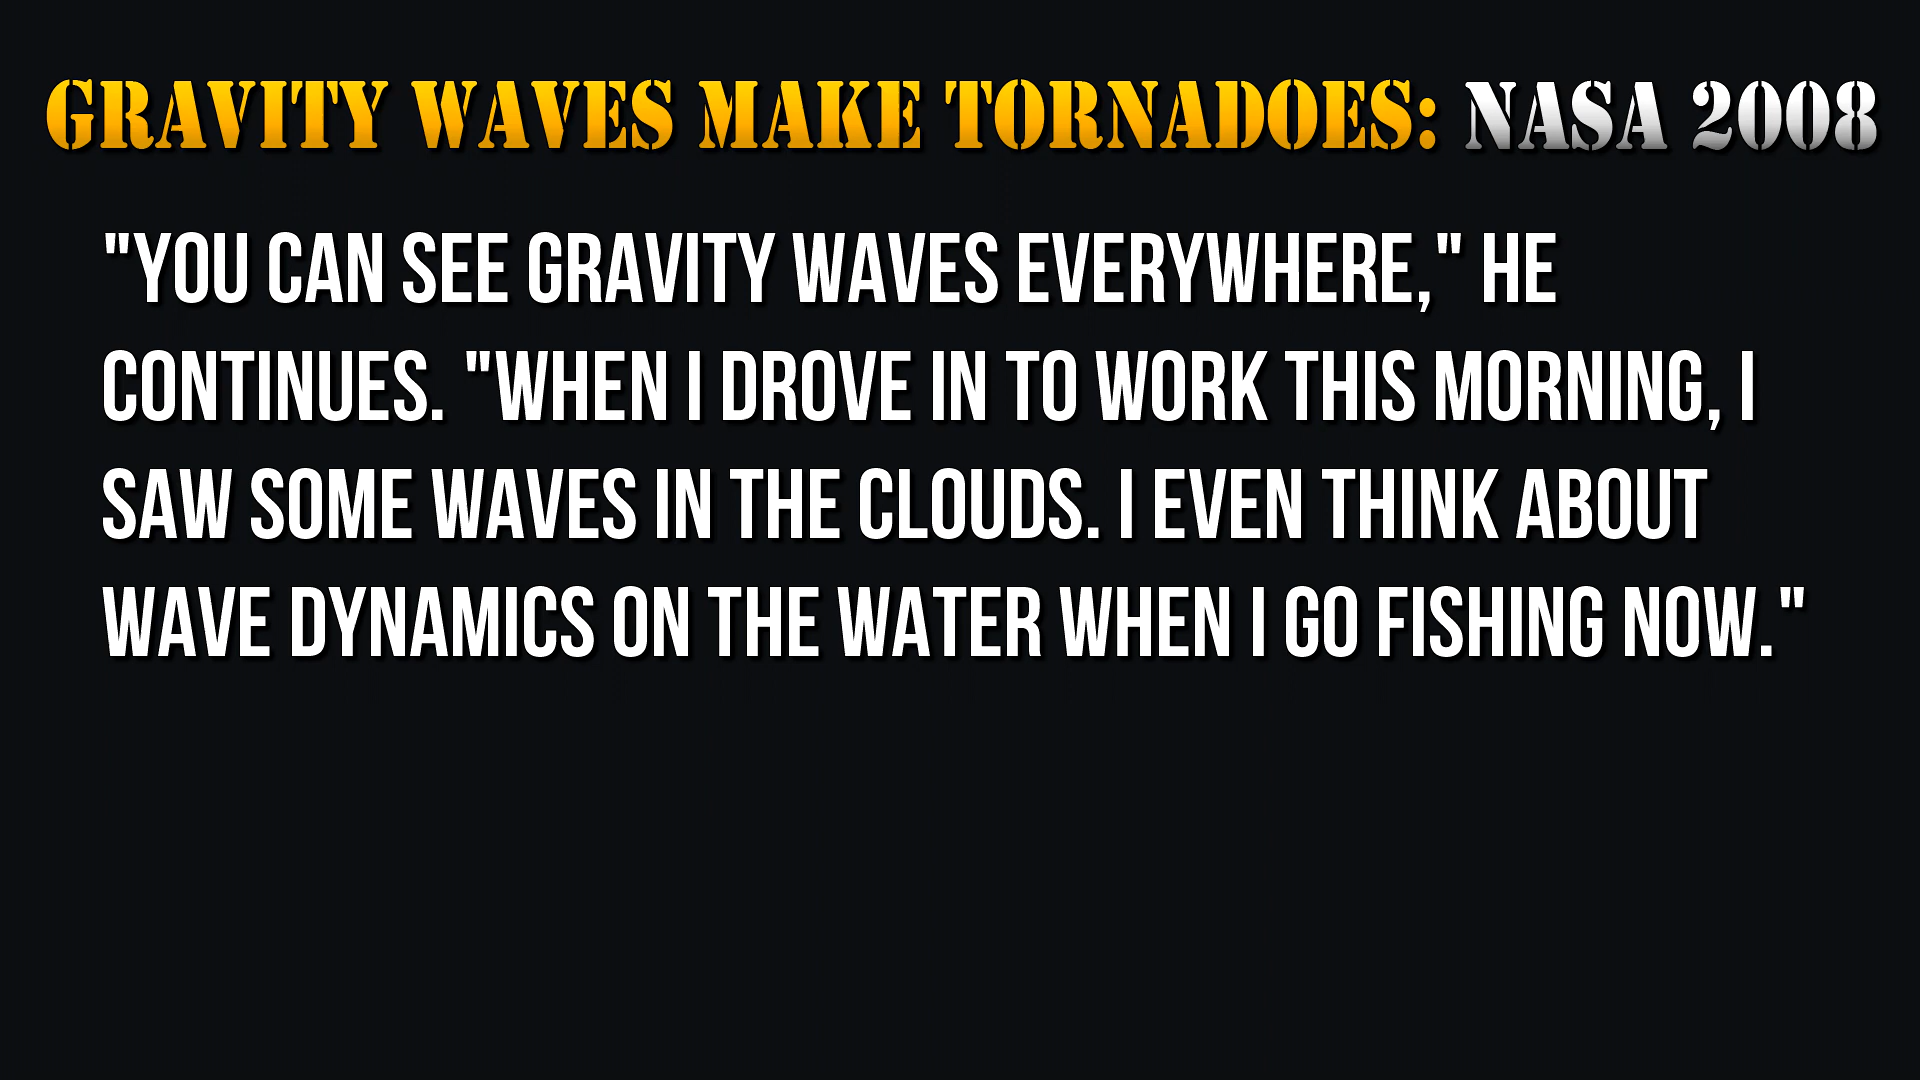 GRAVITY WAVES MAKE TORNADOES: NASA 2008
"YOU CAN SEE GRAVITY WAVES EVERYWHERE," HE
CONTINUES. "WHEN I DROVE IN TO WORK THIS MORNING, I
SAW SOME WAVES IN THE CLOUDS. I EVEN THINK ABOUT
WAVE DYNAMICS ON THE WATER WHEN I GO FISHING NOW."